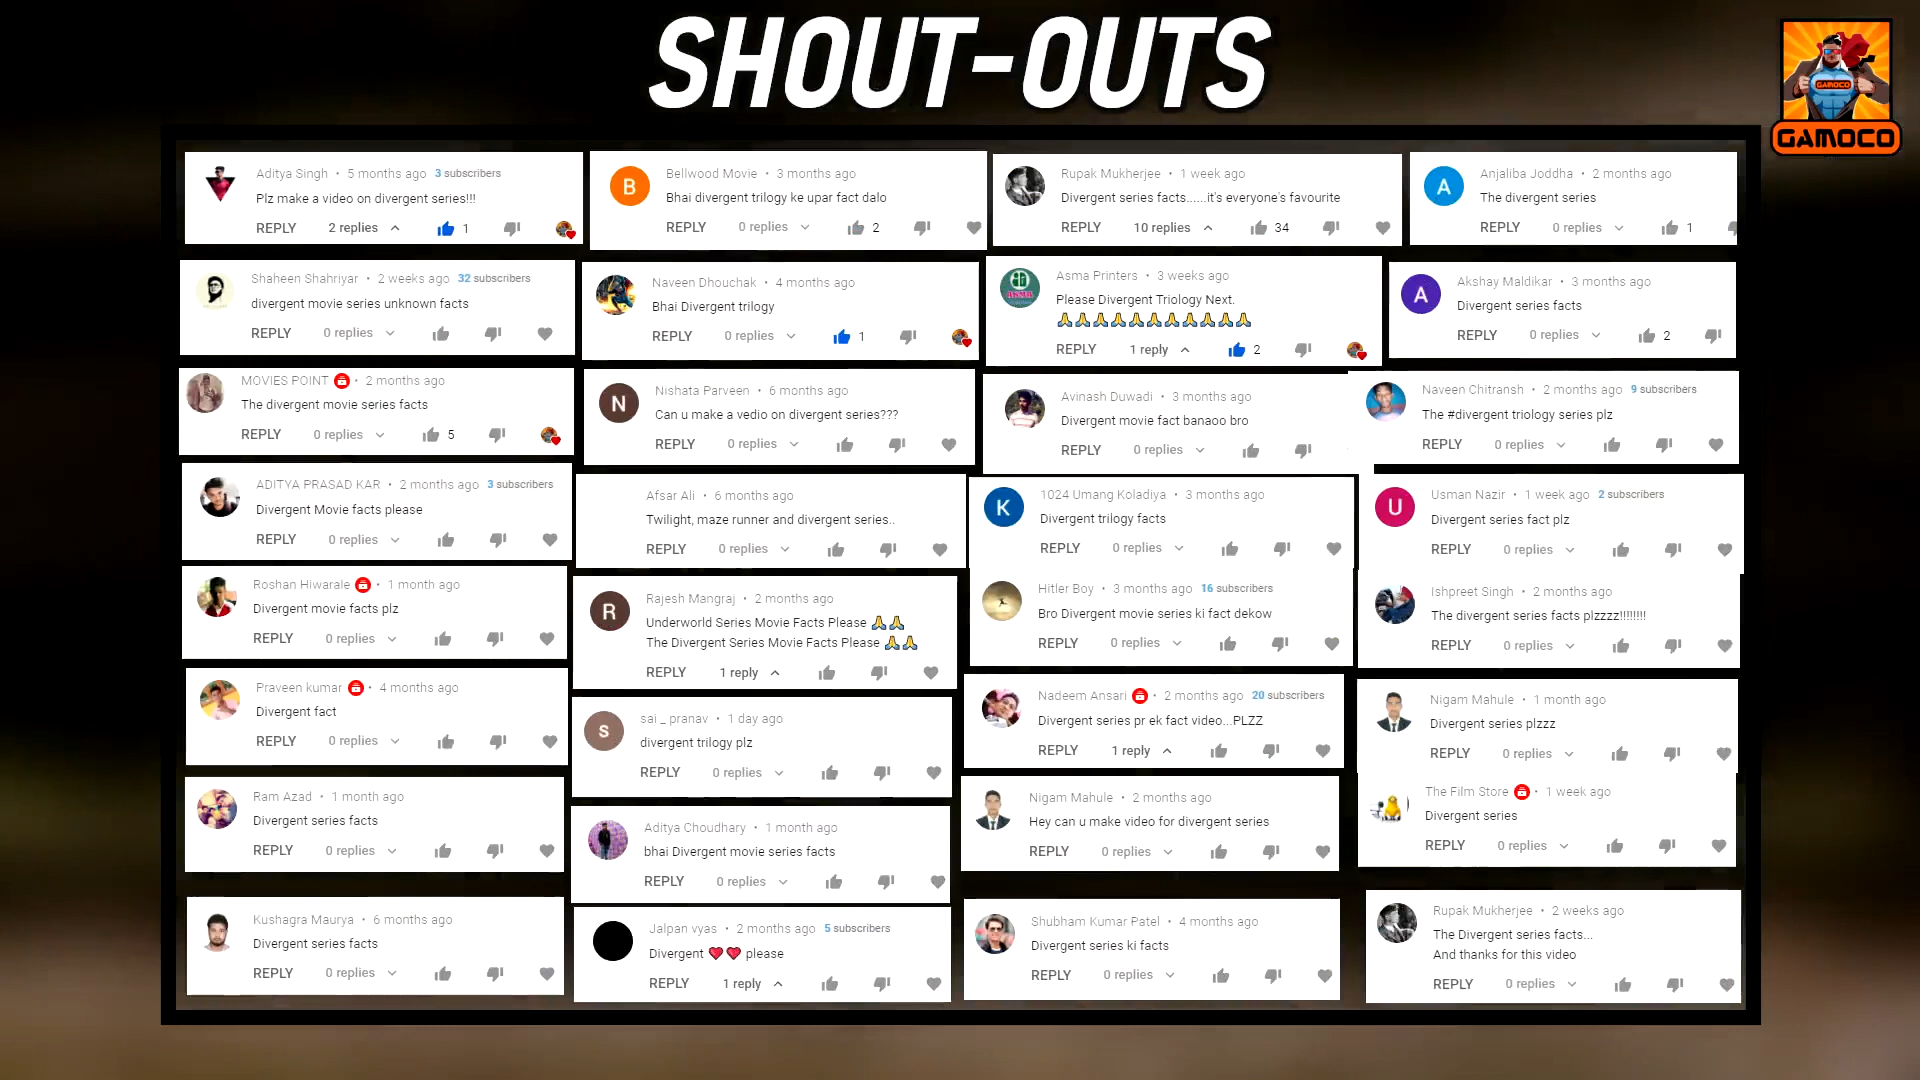 SHOUT-OUTS
GAMOCO
GAMOCO
Aditya Singh • 5 months ago 3 subscribers
Plz make a video on divergent series!!!
REPLY 2 replies 1
Bellwood Movie • 3 months ago
Bhai divergent trilogy ke upar fact dalo
REPLY 0 replies 2
Rupak Mukherjee • 1 week ago
Divergent series facts......it's everyone's favourite
REPLY 10 replies 34
Anjaliba Joddha • 2 months ago
The divergent series
REPLY 0 replies 1
Shaheen Shahriyar • 2 weeks ago 32 subscribers
divergent movie series unknown facts
REPLY 0 replies
Naveen Dhouchak • 4 months ago
Bhai Divergent trilogy
REPLY 0 replies 1
Asma Printers • 3 weeks ago
Please Divergent Triology Next.
🙏🙏🙏🙏🙏🙏🙏🙏🙏🙏🙏
REPLY 1 reply 2
A
Akshay Maldikar • 3 months ago
Divergent series facts
REPLY 0 replies 2
MOVIES POINT • 2 months ago
The divergent movie series facts
REPLY 0 replies 5
N
Nishata Parveen • 6 months ago
Can u make a vedio on divergent series???
REPLY 0 replies
Avinash Duwadi • 3 months ago
Divergent movie fact banaoo bro
REPLY 0 replies
Naveen Chitransh • 2 months ago 9 subscribers
The #divergent triology series plz
REPLY 0 replies
ADITYA PRASAD KAR • 2 months ago 3 subscribers
Divergent Movie facts please
REPLY 0 replies
Afsar Ali • 6 months ago
Twilight, maze runner and divergent series..
REPLY 0 replies
K
1024 Umang Koladiya • 3 months ago
Divergent trilogy facts
REPLY 0 replies
U
Usman Nazir • 1 week ago 2 subscribers
Divergent series fact plz
REPLY 0 replies
Roshan Hiwarale • 1 month ago
Divergent movie facts plz
REPLY 0 replies
R
Rajesh Mangraj • 2 months ago
Underworld Series Movie Facts Please 🙏🙏
The Divergent Series Movie Facts Please 🙏🙏
REPLY 1 reply
Hitler Boy • 3 months ago 16 subscribers
Bro Divergent movie series ki fact dekow
REPLY 0 replies
Ishpreet Singh • 2 months ago
The divergent series facts plzzzz!!!!!!!!
REPLY 0 replies
Praveen kumar • 4 months ago
Divergent fact
REPLY 0 replies
s
sai _ pranav • 1 day ago
divergent trilogy plz
REPLY 0 replies
Nadeem Ansari • 2 months ago 20 subscribers
Divergent series pr ek fact video...PLZZ
REPLY 1 reply
Nigam Mahule • 1 month ago
Divergent series plzzz
REPLY 0 replies
Ram Azad • 1 month ago
Divergent series facts
REPLY 0 replies
Aditya Choudhary • 1 month ago
bhai Divergent movie series facts
REPLY 0 replies
Nigam Mahule • 2 months ago
Hey can u make video for divergent series
REPLY 0 replies
The Film Store • 1 week ago
Divergent series
REPLY 0 replies
Kushagra Maurya • 6 months ago
Divergent series facts
REPLY 0 replies
Jalpan vyas • 2 months ago 5 subscribers
Divergent ❤️❤️ please
REPLY 1 reply
Shubham Kumar Patel • 4 months ago
Divergent series ki facts
REPLY 0 replies
Rupak Mukherjee • 2 weeks ago
The Divergent series facts...
And thanks for this video
REPLY 0 replies